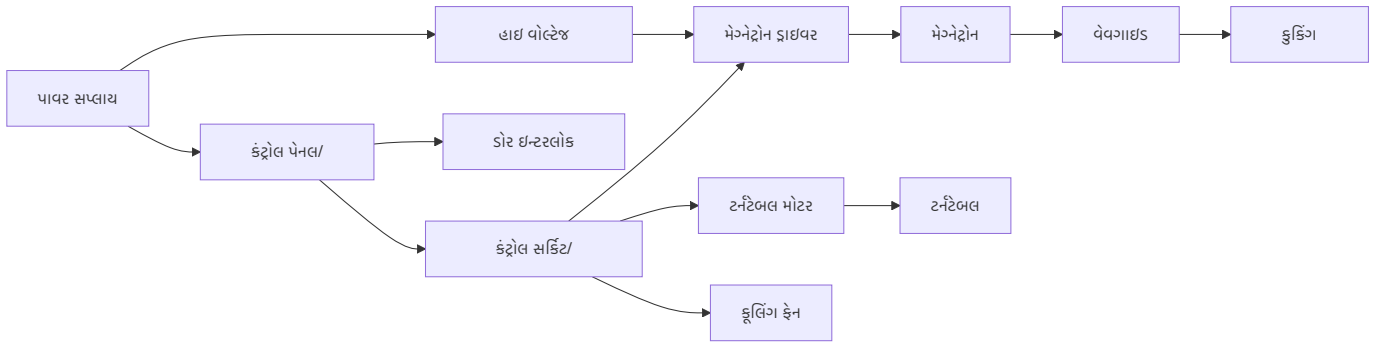 હાઇ વોલ્ટેજ
મેગ્નેટ્રોન ડ્રાઇવર
મેગ્નેટ્રોન
વેવગાઇડ
કુકિંગ
પાવર સપ્લાય
કંટ્રોલ પેનલ/
ડોર ઇન્ટરલોક
કંટ્રોલ સર્કિટ/
ટર્નટેબલ મોટર
ટર્નટેબલ
કૂલિંગ ફેન